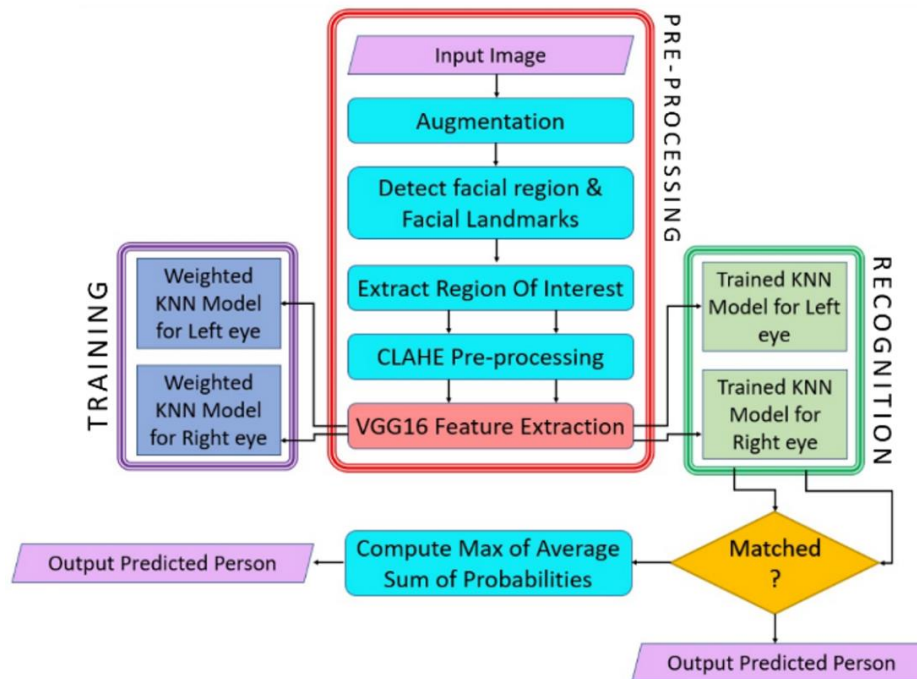 PRE-PROCESSING
Input Image
Augmentation
Detect facial region &
Facial Landmarks
Extract Region Of Interest
CLAHE Pre-processing
VGG16 Feature Extraction
TRAINING
Weighted
KNN Model
for Left eye
Weighted
KNN Model
for Right eye
RECOGNITION
Trained KNN
Model for Left
eye
Trained KNN
Model for
Right eye
Matched
?
Compute Max of Average
Sum of Probabilities
Output Predicted Person
Output Predicted Person